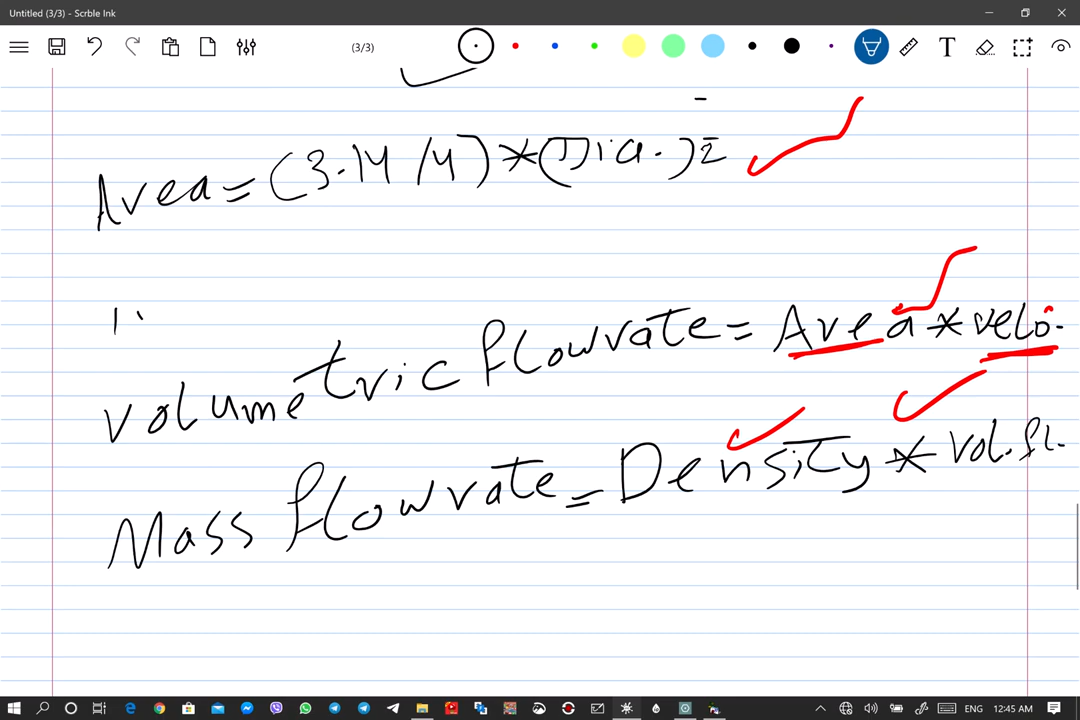 Untitled (3/3) - Scrble Ink
(3/3)
T
Area = (3.14 /4) * (Dia.)2
Volumetric flowrate = Area * velo.
Mass flowrate = Density * vol.fl.
ENG 12:45 AM